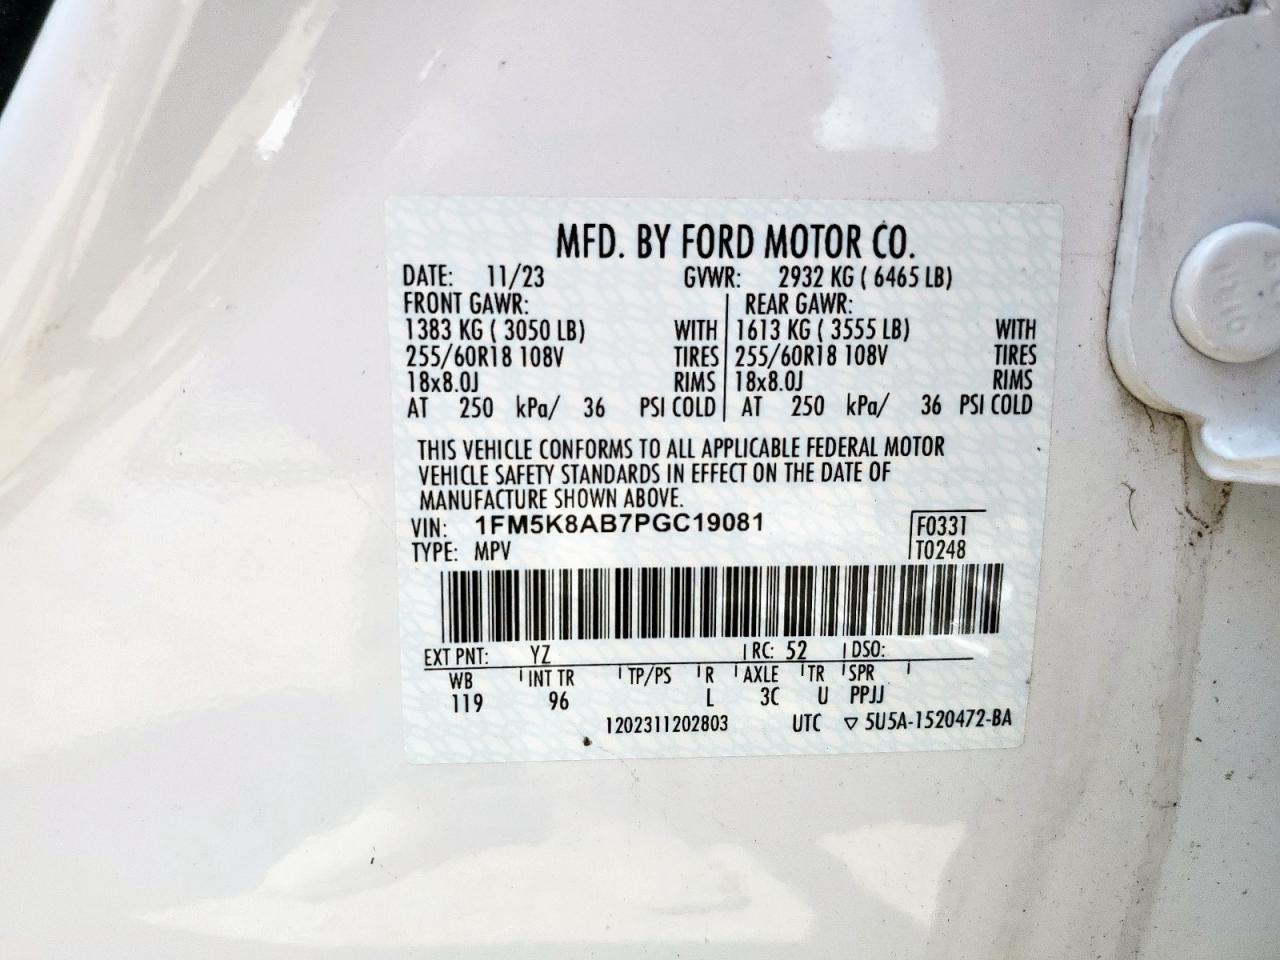 MFD. BY FORD MOTOR CO.
DATE: 11/23 GVWR: 2932 KG ( 6465 LB)
FRONT GAWR: REAR GAWR:
1383 KG ( 3050 LB) WITH 1613 KG ( 3555 LB) WITH
255/60R18 108V TIRES 255/60R18 108V TIRES
18x8.0J RIMS 18x8.0J RIMS
AT 250 kPa/ 36 PSI COLD AT 250 kPa/ 36 PSI COLD
THIS VEHICLE CONFORMS TO ALL APPLICABLE FEDERAL MOTOR
VEHICLE SAFETY STANDARDS IN EFFECT ON THE DATE OF
MANUFACTURE SHOWN ABOVE.
VIN: 1FM5K8AB7PGC19081 F0331
TYPE: MPV T0248
EXT PNT: YZ RC: 52 DSO:
WB INT TR TP/PS R AXLE TR SPR
119 96 L 3C U PPJJ
1202311202803 UTC ▽ 5U5A-1520472-BA